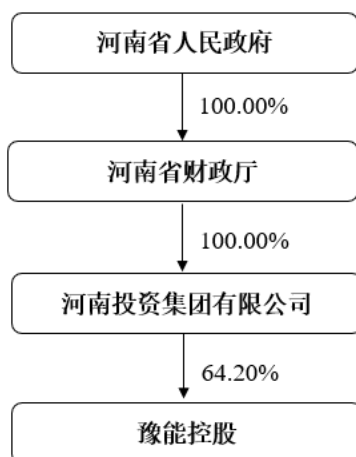 河南省人民政府
100.00%
河南省财政厅
100.00%
河南投资集团有限公司
64.20%
豫能控股